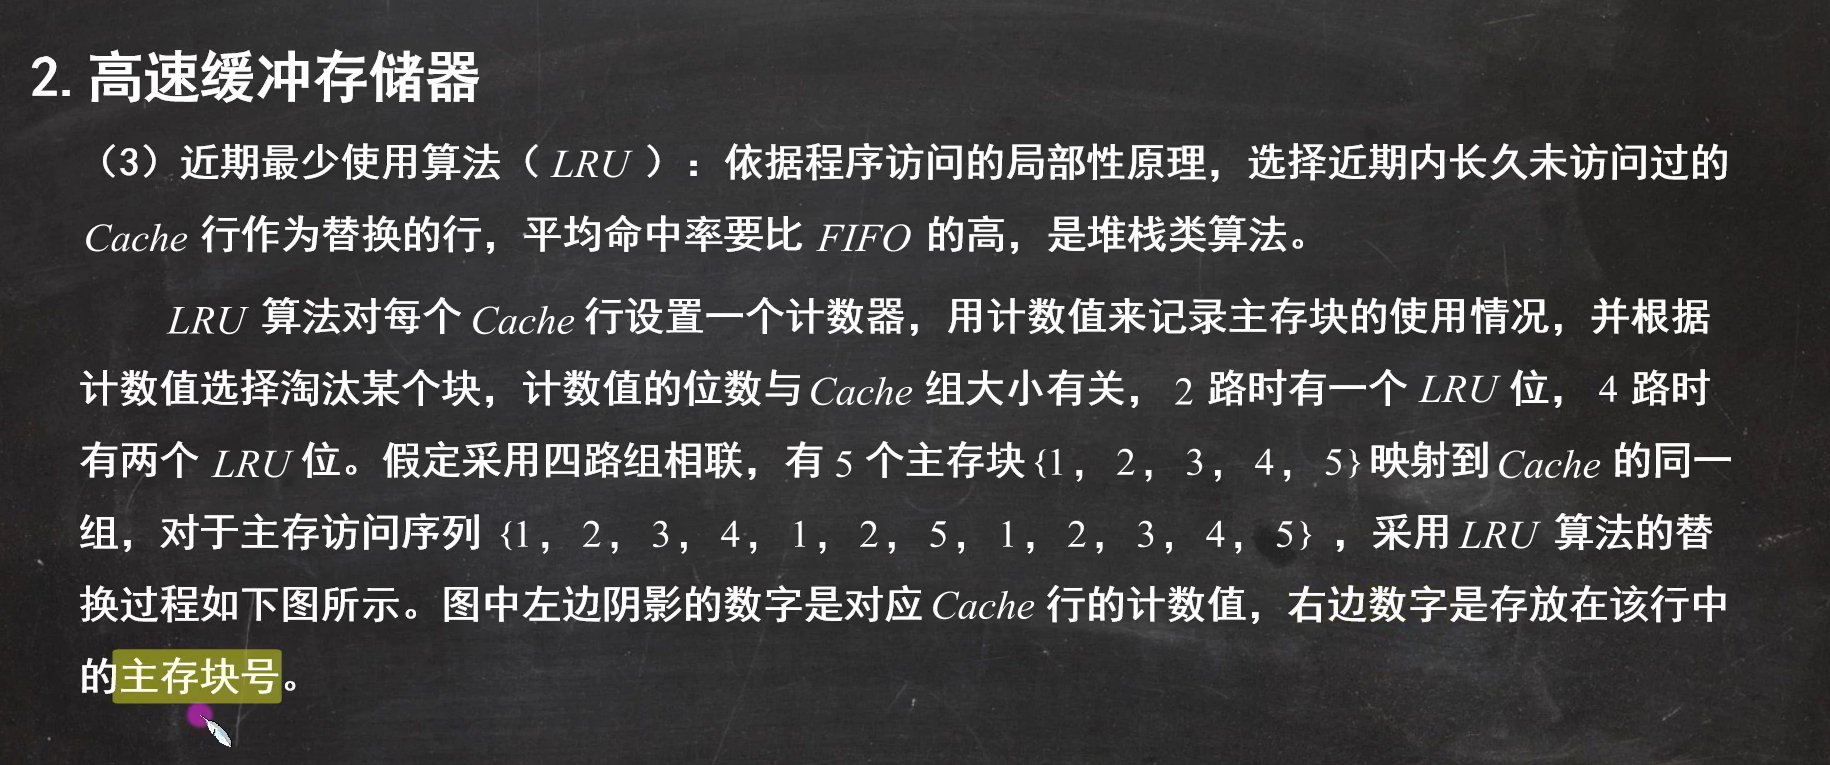 2. 高速缓冲存储器
（3）近期最少使用算法（LRU）：依据程序访问的局部性原理，选择近期内长久未访问过的
Cache 行作为替换的行，平均命中率要比 FIFO 的高，是堆栈类算法。
LRU 算法对每个 Cache 行设置一个计数器，用计数值来记录主存块的使用情况，并根据
计数值选择淘汰某个块，计数值的位数与 Cache 组大小有关，2 路时有一个 LRU 位，4 路时
有两个 LRU 位。假定采用四路组相联，有 5 个主存块{1，2，3，4，5}映射到 Cache 的同一
组，对于主存访问序列 {1，2，3，4，1，2，5，1，2，3，4，5}，采用 LRU 算法的替
换过程如下图所示。图中左边阴影的数字是对应 Cache 行的计数值，右边数字是存放在该行中
的主存块号。